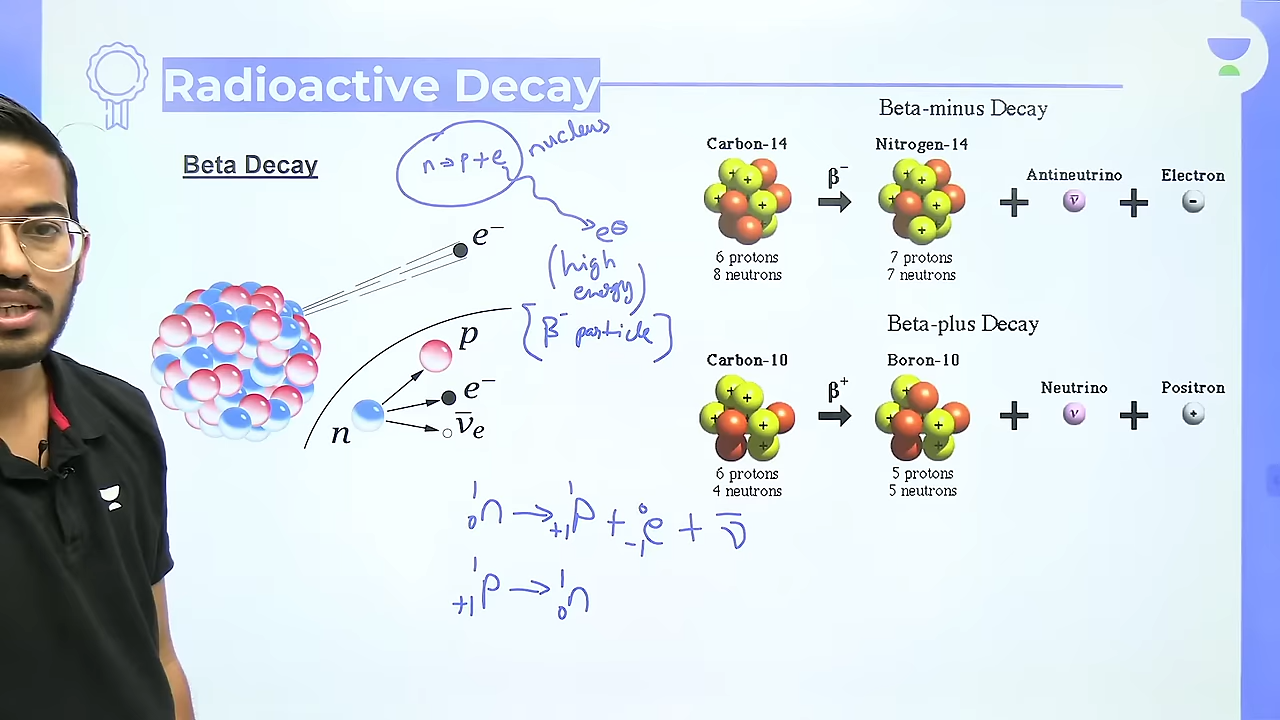 Radioactive Decay
Beta Decay
n → p + e
nucleus
e⊖
(high
energy)
[β⁻ particle]
e⁻
p
e⁻
ν̅ₑ
n
¹₀n → ¹₊₁p + ⁰₋₁e + ν̅
¹₊₁p → ¹₀n
Beta-minus Decay
Carbon-14
β⁻
Nitrogen-14
+
Antineutrino
ν̅
+
Electron
-
6 protons
8 neutrons
7 protons
7 neutrons
Beta-plus Decay
Carbon-10
β⁺
Boron-10
+
Neutrino
ν
+
Positron
+
6 protons
4 neutrons
5 protons
5 neutrons